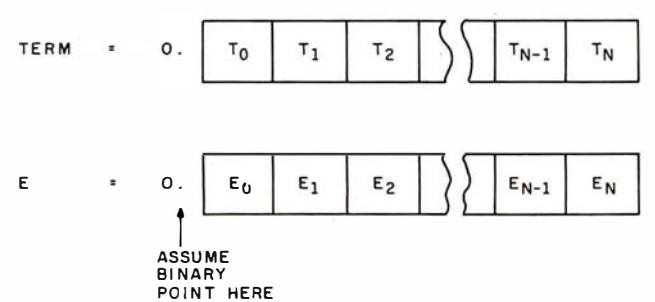 TERM = 0. T0 T1 T2 TN-1 TN
E = 0. E0 E1 E2 EN-1 EN
ASSUME
BINARY
POINT HERE